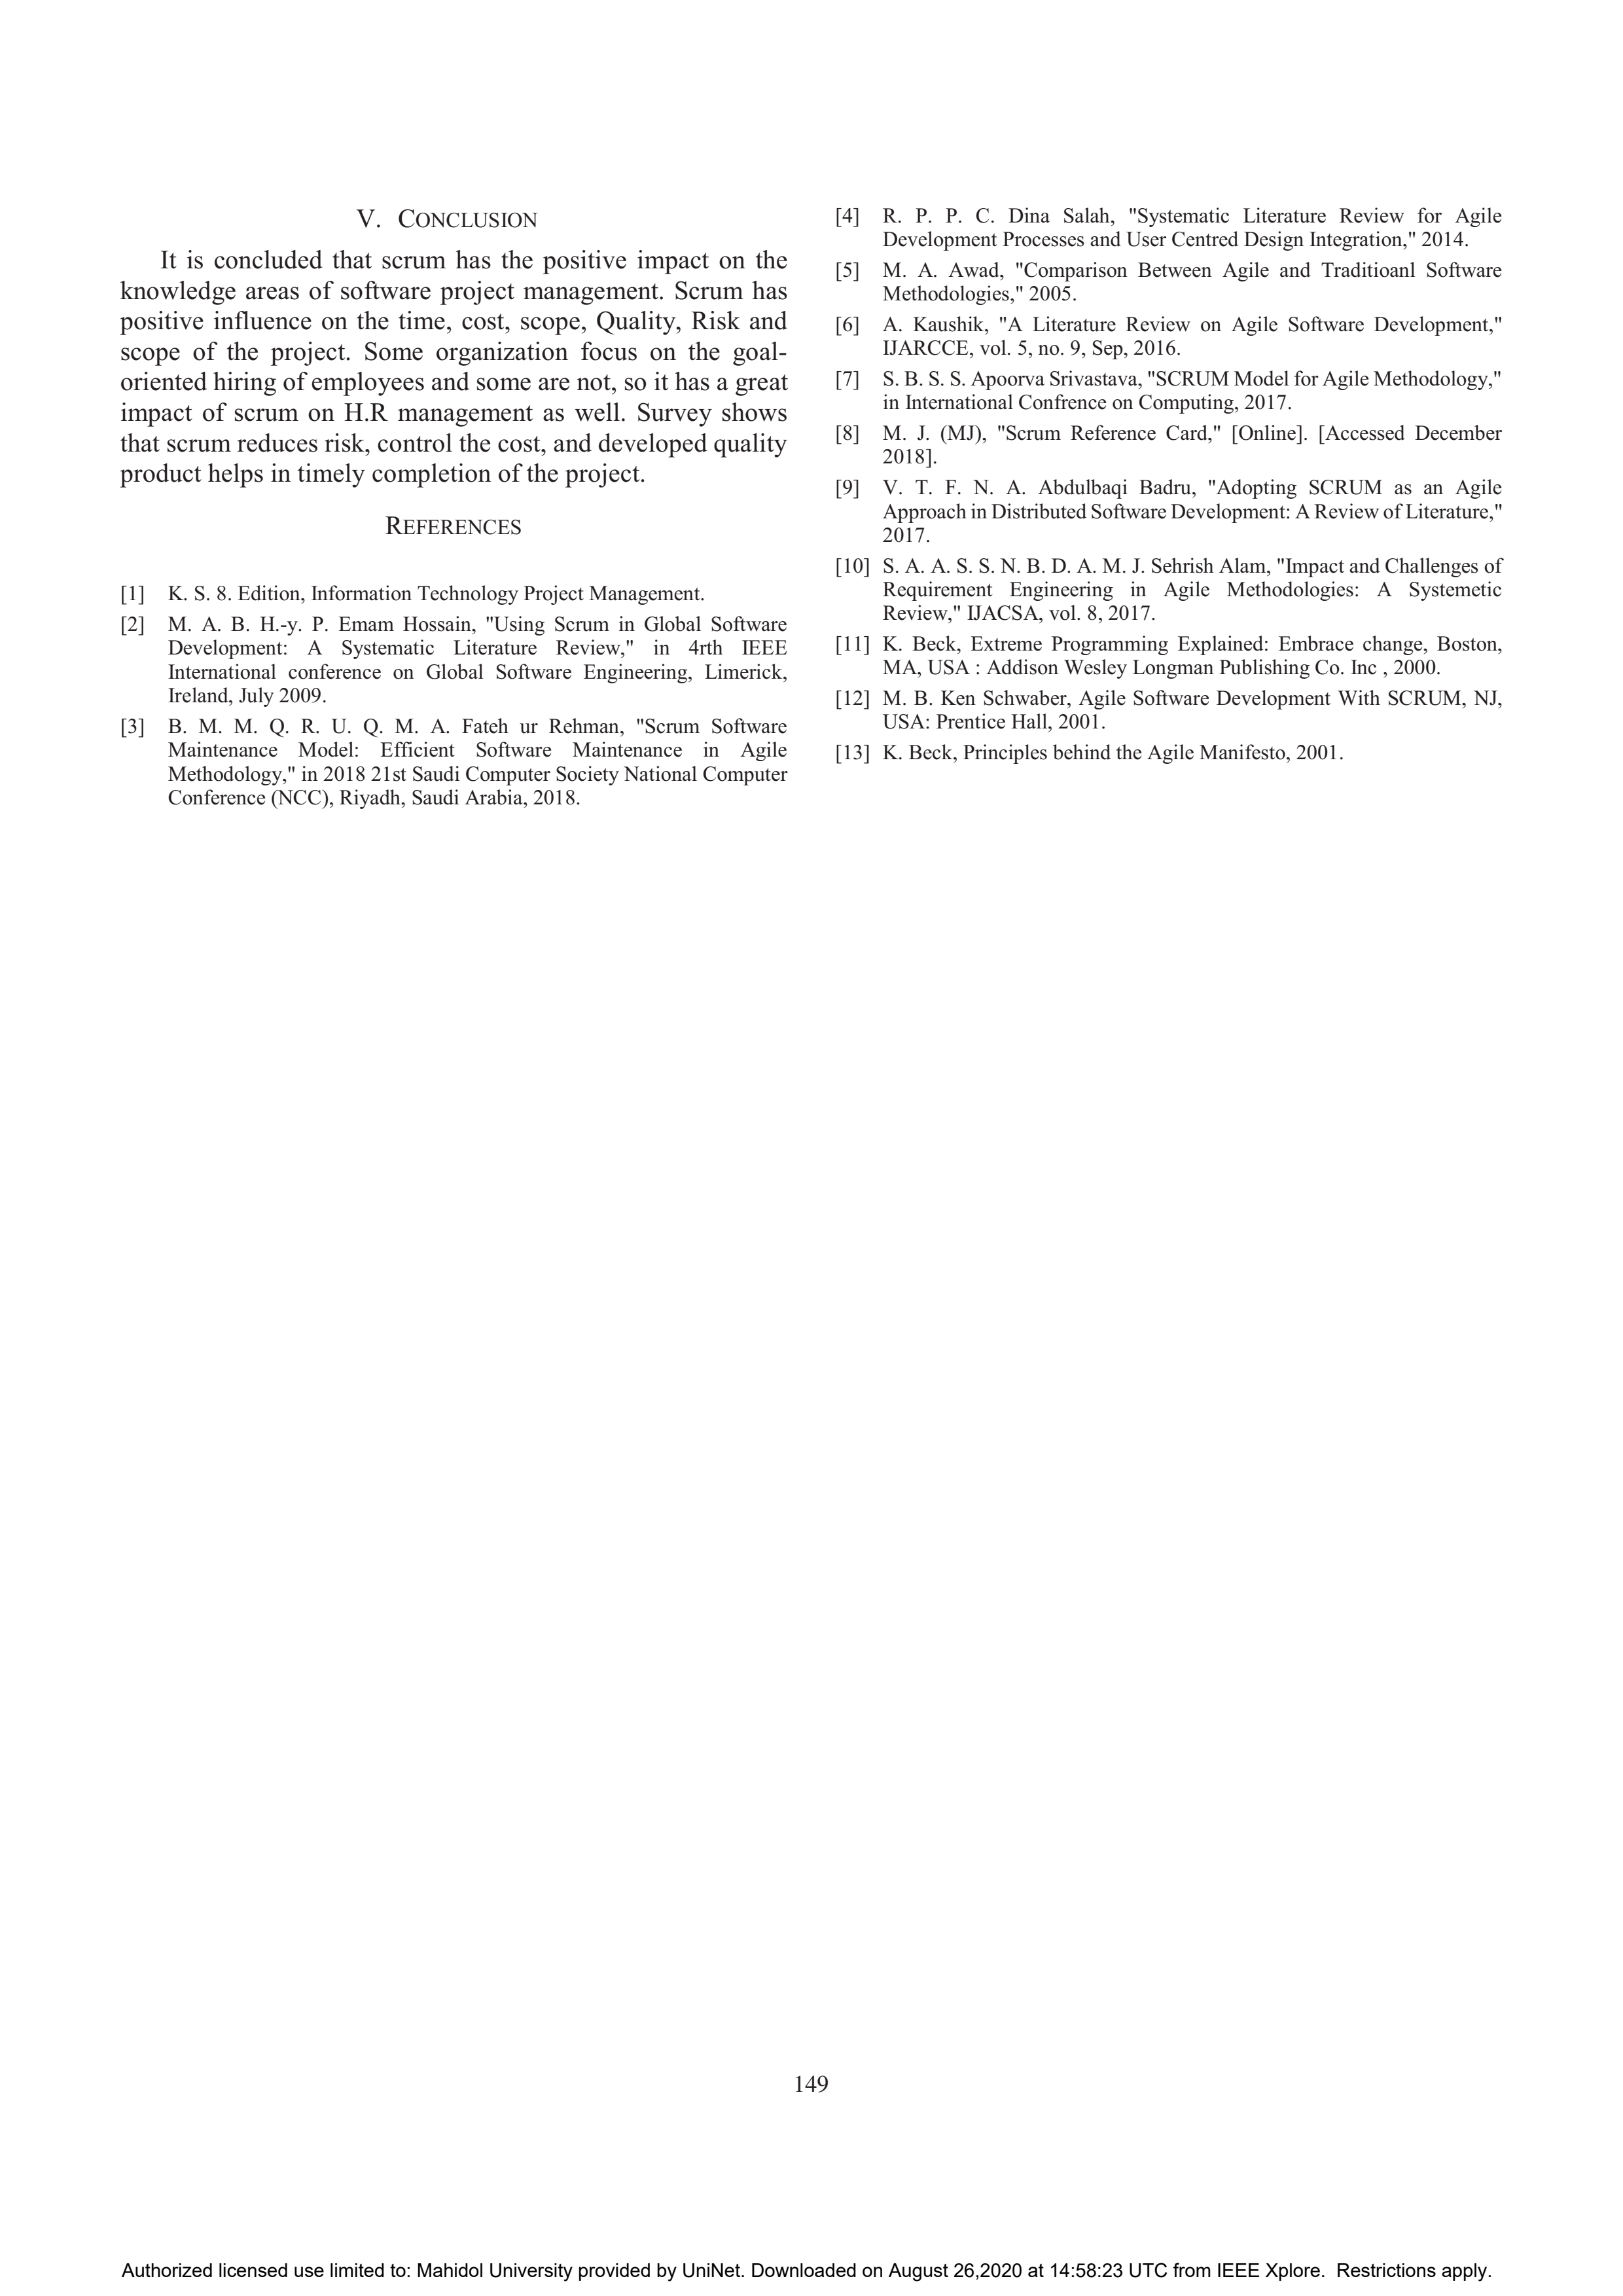 V. CONCLUSION
It is concluded that scrum has the positive impact on the
knowledge areas of software project management. Scrum has
positive influence on the time, cost, scope, Quality, Risk and
scope of the project. Some organization focus on the goal-
oriented hiring of employees and some are not, so it has a great
impact of scrum on H.R management as well. Survey shows
that scrum reduces risk, control the cost, and developed quality
product helps in timely completion of the project.
REFERENCES
[1] K. S. 8. Edition, Information Technology Project Management.
[2] M. A. B. H.-y. P. Emam Hossain, "Using Scrum in Global Software
Development: A Systematic Literature Review," in 4rth IEEE
International conference on Global Software Engineering, Limerick,
Ireland, July 2009.
[3] B. M. M. Q. R. U. Q. M. A. Fateh ur Rehman, "Scrum Software
Maintenance Model: Efficient Software Maintenance in Agile
Methodology," in 2018 21st Saudi Computer Society National Computer
Conference (NCC), Riyadh, Saudi Arabia, 2018.
[4] R. P. P. C. Dina Salah, "Systematic Literature Review for Agile
Development Processes and User Centred Design Integration," 2014.
[5] M. A. Awad, "Comparison Between Agile and Traditioanl Software
Methodologies," 2005.
[6] A. Kaushik, "A Literature Review on Agile Software Development,"
IJARCCE, vol. 5, no. 9, Sep, 2016.
[7] S. B. S. S. Apoorva Srivastava, "SCRUM Model for Agile Methodology,"
in International Confrence on Computing, 2017.
[8] M. J. (MJ), "Scrum Reference Card," [Online]. [Accessed December
2018].
[9] V. T. F. N. A. Abdulbaqi Badru, "Adopting SCRUM as an Agile
Approach in Distributed Software Development: A Review of Literature,"
2017.
[10] S. A. A. S. S. N. B. D. A. M. J. Sehrish Alam, "Impact and Challenges of
Requirement Engineering in Agile Methodologies: A Systemetic
Review," IJACSA, vol. 8, 2017.
[11] K. Beck, Extreme Programming Explained: Embrace change, Boston,
MA, USA : Addison Wesley Longman Publishing Co. Inc , 2000.
[12] M. B. Ken Schwaber, Agile Software Development With SCRUM, NJ,
USA: Prentice Hall, 2001.
[13] K. Beck, Principles behind the Agile Manifesto, 2001.
149
Authorized licensed use limited to: Mahidol University provided by UniNet. Downloaded on August 26,2020 at 14:58:23 UTC from IEEE Xplore. Restrictions apply.